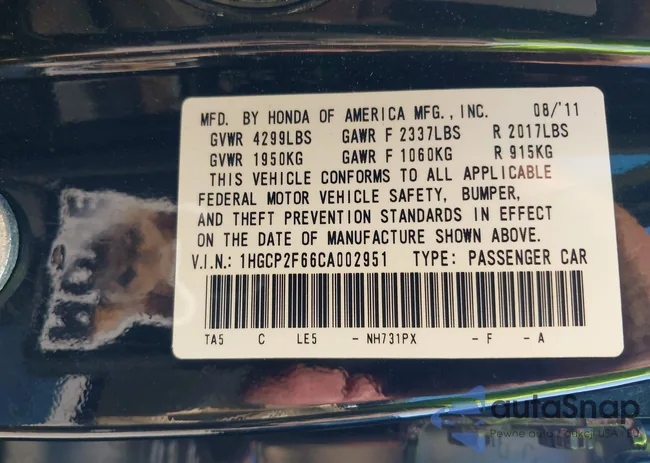 MFD. BY HONDA OF AMERICA MFG., INC. 08/'11
GVWR 4299LBS GAWR F 2337LBS R 2017LBS
GVWR 1950KG GAWR F 1060KG R 915KG
THIS VEHICLE CONFORMS TO ALL APPLICABLE
FEDERAL MOTOR VEHICLE SAFETY, BUMPER,
AND THEFT PREVENTION STANDARDS IN EFFECT
ON THE DATE OF MANUFACTURE SHOWN ABOVE.
V.I.N.: 1HGCP2F66CA002951 TYPE: PASSENGER CAR
TA5 C LE5 - NH731PX - F - A
autoSnap
Pewne auto